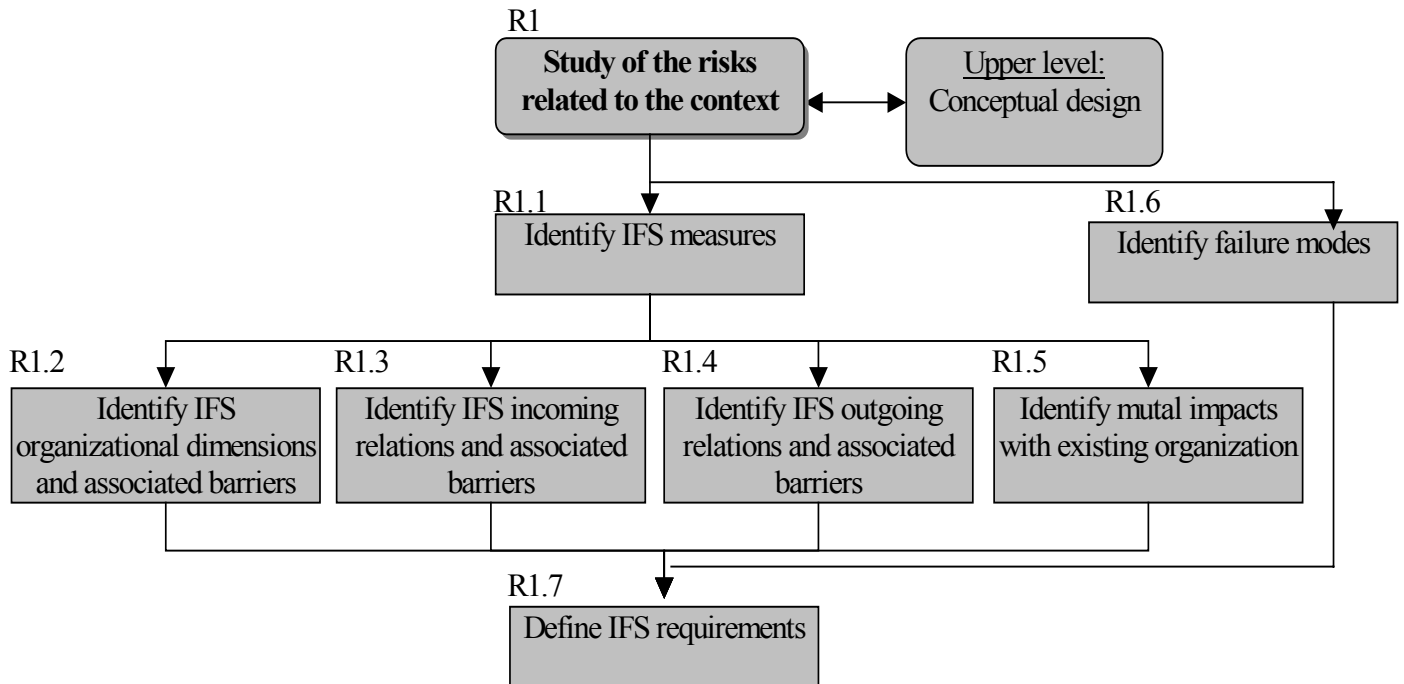 R1
Study of the risks
related to the context
Upper level:
Conceptual design
R1.1
Identify IFS measures
R1.6
Identify failure modes
R1.2
Identify IFS
organizational dimensions
and associated barriers
R1.3
Identify IFS incoming
relations and associated
barriers
R1.4
Identify IFS outgoing
relations and associated
barriers
R1.5
Identify mutal impacts
with existing organization
R1.7
Define IFS requirements